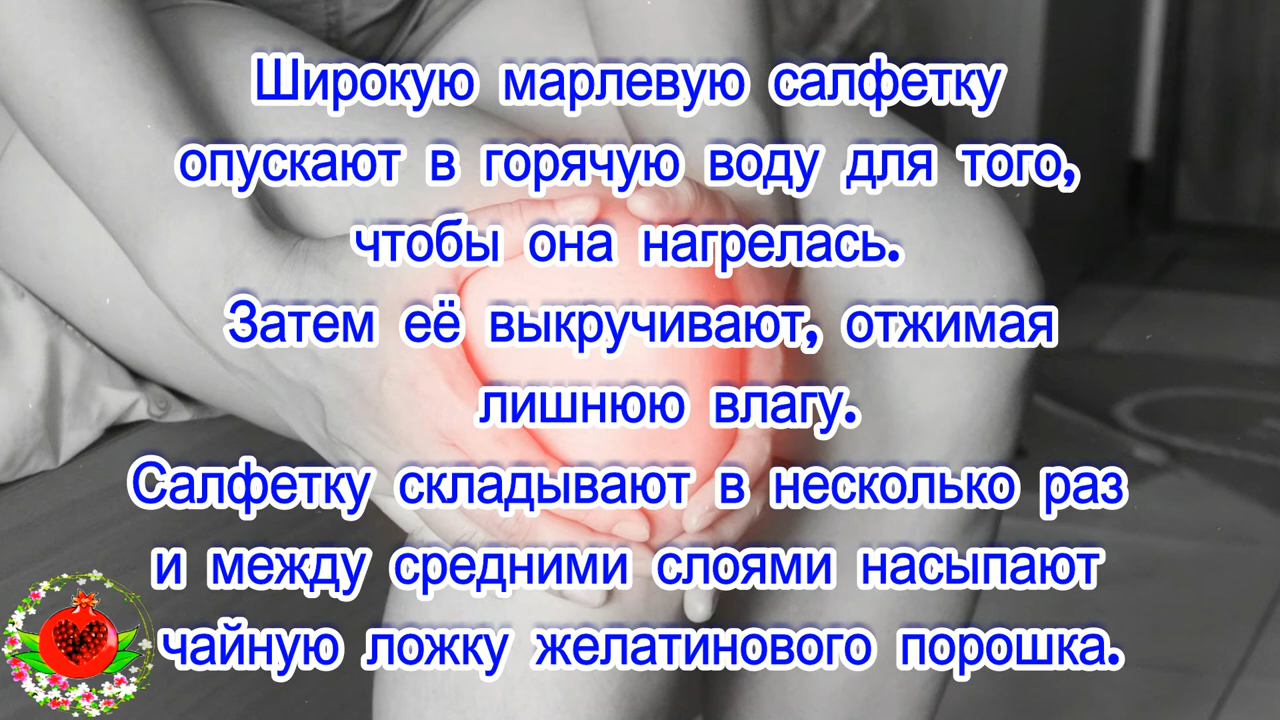 Широкую марлевую салфетку
опускают в горячую воду для того,
чтобы она нагрелась.
Затем её выкручивают, отжимая
лишнюю влагу.
Салфетку складывают в несколько раз
и между средними слоями насыпают
чайную ложку желатинового порошка.